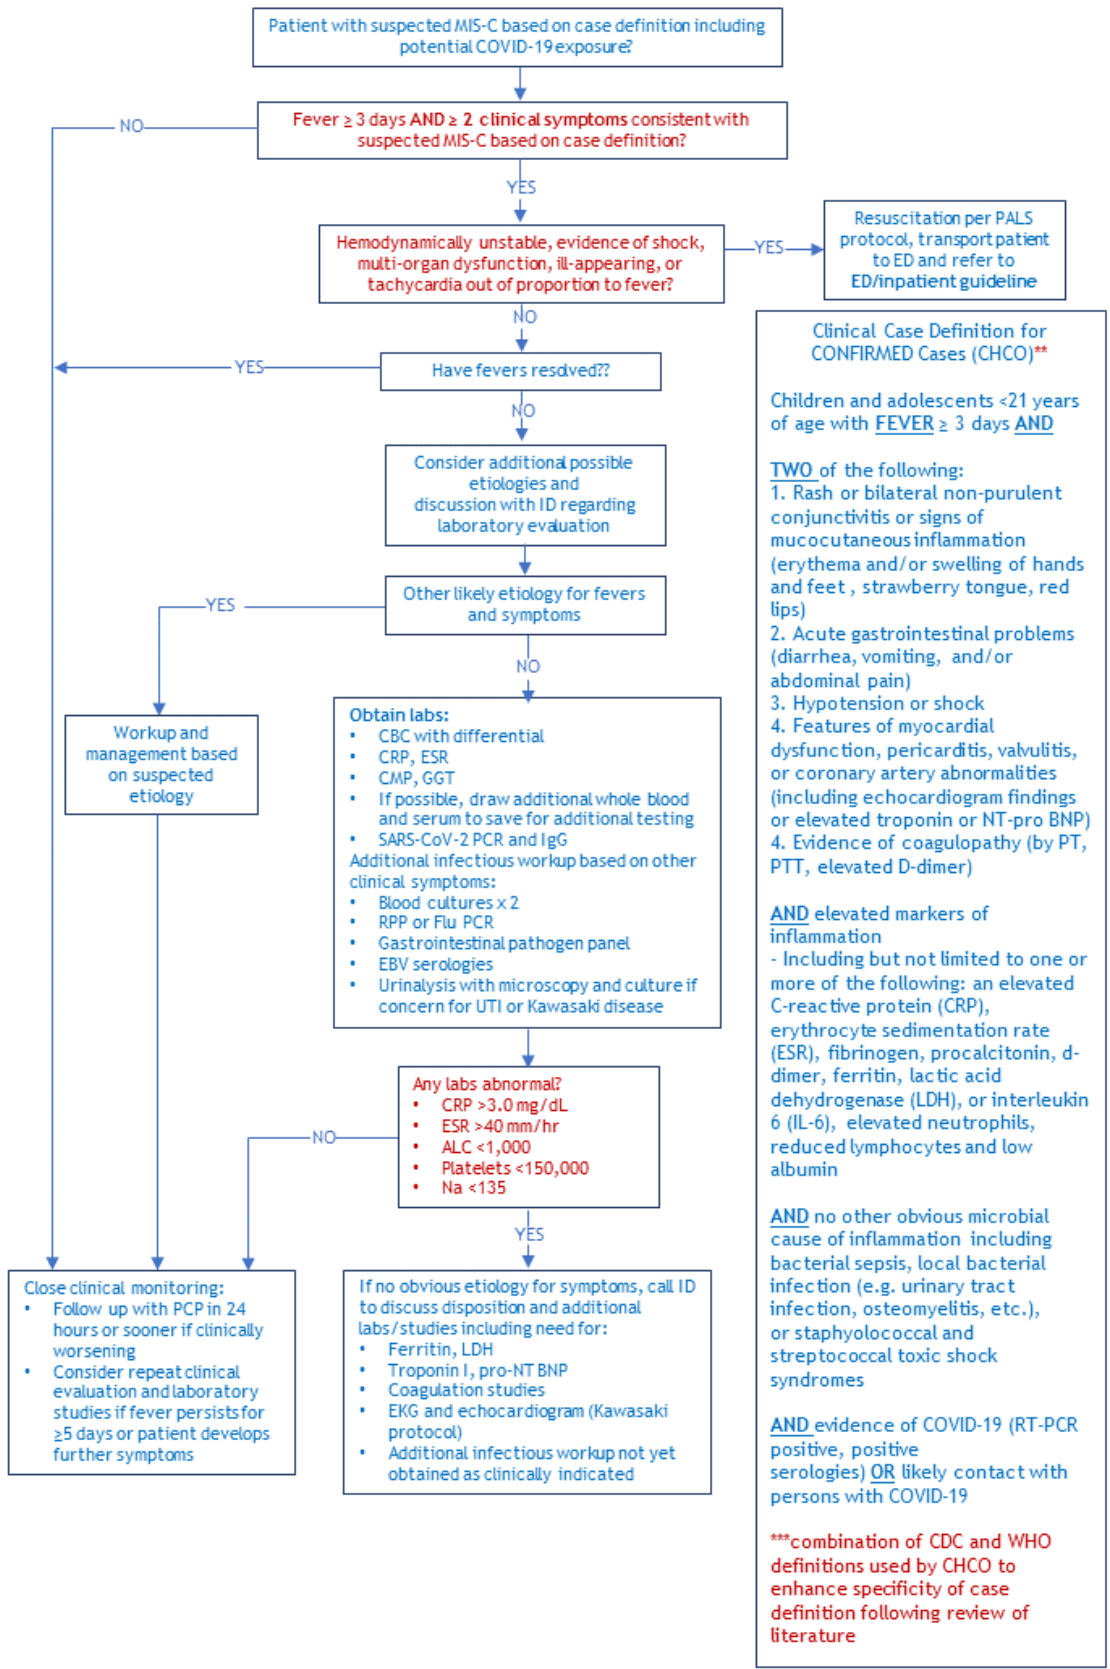 Patient with suspected MIS-C based on case definition including
potential COVID-19 exposure?
NO
Fever ≥ 3 days AND ≥ 2 clinical symptoms consistent with
suspected MIS-C based on case definition?
YES
Hemodynamically unstable, evidence of shock,
multi-organ dysfunction, ill-appearing, or
tachycardia out of proportion to fever?
YES
Resuscitation per PALS
protocol, transport patient
to ED and refer to
ED/inpatient guideline
NO
YES
Have fevers resolved??
NO
Consider additional possible
etiologies and
discussion with ID regarding
laboratory evaluation
YES
Other likely etiology for fevers
and symptoms
NO
Workup and
management based
on suspected
etiology
Obtain labs:
• CBC with differential
• CRP, ESR
• CMP, GGT
• If possible, draw additional whole blood
and serum to save for additional testing
• SARS-CoV-2 PCR and IgG
Additional infectious workup based on other
clinical symptoms:
• Blood cultures x 2
• RPP or Flu PCR
• Gastrointestinal pathogen panel
• EBV serologies
• Urinalysis with microscopy and culture if
concern for UTI or Kawasaki disease
NO
Any labs abnormal?
• CRP >3.0 mg/dL
• ESR >40 mm/hr
• ALC <1,000
• Platelets <150,000
• Na <135
YES
Close clinical monitoring:
• Follow up with PCP in 24
hours or sooner if clinically
worsening
• Consider repeat clinical
evaluation and laboratory
studies if fever persists for
≥5 days or patient develops
further symptoms
If no obvious etiology for symptoms, call ID
to discuss disposition and additional
labs/studies including need for:
• Ferritin, LDH
• Troponin I, pro-NT BNP
• Coagulation studies
• EKG and echocardiogram (Kawasaki
protocol)
• Additional infectious workup not yet
obtained as clinically indicated
Clinical Case Definition for
CONFIRMED Cases (CHCO)**
Children and adolescents <21 years
of age with FEVER ≥ 3 days AND
TWO of the following:
1. Rash or bilateral non-purulent
conjunctivitis or signs of
mucocutaneous inflammation
(erythema and/or swelling of hands
and feet , strawberry tongue, red
lips)
2. Acute gastrointestinal problems
(diarrhea, vomiting, and/or
abdominal pain)
3. Hypotension or shock
4. Features of myocardial
dysfunction, pericarditis, valvulitis,
or coronary artery abnormalities
(including echocardiogram findings
or elevated troponin or NT-pro BNP)
4. Evidence of coagulopathy (by PT,
PTT, elevated D-dimer)
AND elevated markers of
inflammation
- Including but not limited to one or
more of the following: an elevated
C-reactive protein (CRP),
erythrocyte sedimentation rate
(ESR), fibrinogen, procalcitonin, d-
dimer, ferritin, lactic acid
dehydrogenase (LDH), or interleukin
6 (IL-6), elevated neutrophils,
reduced lymphocytes and low
albumin
AND no other obvious microbial
cause of inflammation including
bacterial sepsis, local bacterial
infection (e.g. urinary tract
infection, osteomyelitis, etc.),
or staphyolococcal and
streptococcal toxic shock
syndromes
AND evidence of COVID-19 (RT-PCR
positive, positive
serologies) OR likely contact with
persons with COVID-19
***combination of CDC and WHO
definitions used by CHCO to
enhance specificity of case
definition following review of
literature